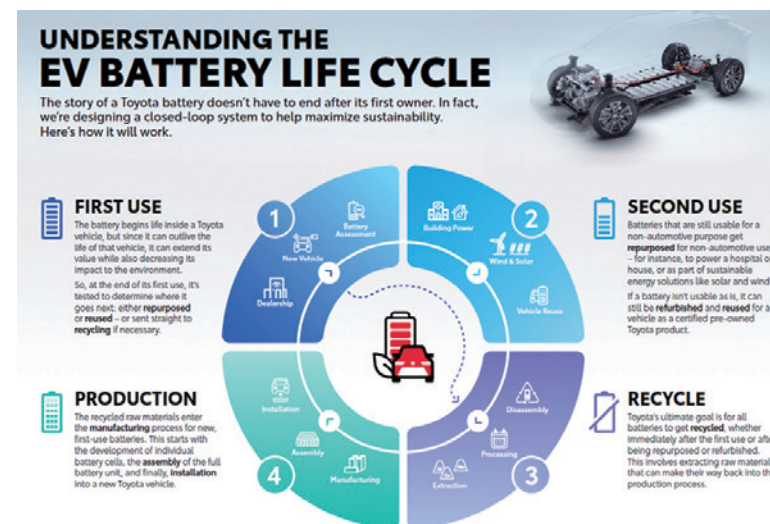 UNDERSTANDING THE
EV BATTERY LIFE CYCLE
The story of a Toyota battery doesn't have to end after its first owner. In fact,
we're designing a closed-loop system to help maximize sustainability.
Here's how it will work.
FIRST USE
The battery begins life inside a Toyota
vehicle, but since it can outlive the
life of that vehicle, it can extend its
value while also decreasing its
impact to the environment.
So, at the end of its first use, it's
tested to determine where it
goes next: either repurposed
or reused – or sent straight to
recycling if necessary.
1
Battery
Assessment
New Vehicle
Dealership
2
Building Power
Wind & Solar
Vehicle Reuse
SECOND USE
Batteries that are still usable for a
non-automotive purpose get
repurposed for non-automotive use
– for instance, to power a hospital o
house, or as part of sustainable
energy solutions like solar and wind
If a battery isn't usable as is, it can
still be refurbished and reused for a
vehicle as a certified pre-owned
Toyota product.
PRODUCTION
The recycled raw materials enter
the manufacturing process for new,
first-use batteries. This starts with
the development of individual
battery cells, the assembly of the full
battery unit, and finally, installation
into a new Toyota vehicle.
Installation
Assembly
Manufacturing
4
Disassembly
Processing
Extraction
3
RECYCLE
Toyota's ultimate goal is for all
batteries to get recycled, whether
immediately after the first use or afte
being repurposed or refurbished.
This involves extracting raw material
that can make their way back into th
production process.